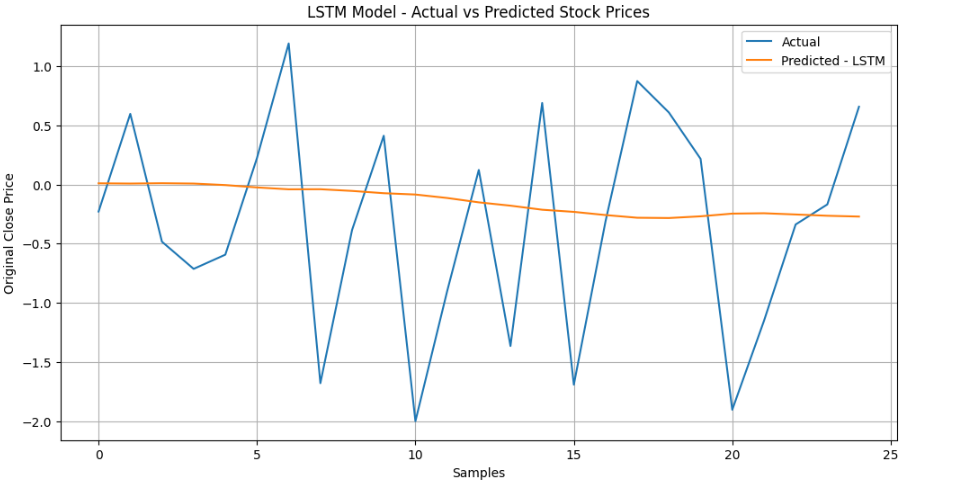 LSTM Model - Actual vs Predicted Stock Prices
Actual
Predicted - LSTM
Original Close Price
1.0
0.5
0.0
−0.5
−1.0
−1.5
−2.0
0
5
10
15
20
25
Samples